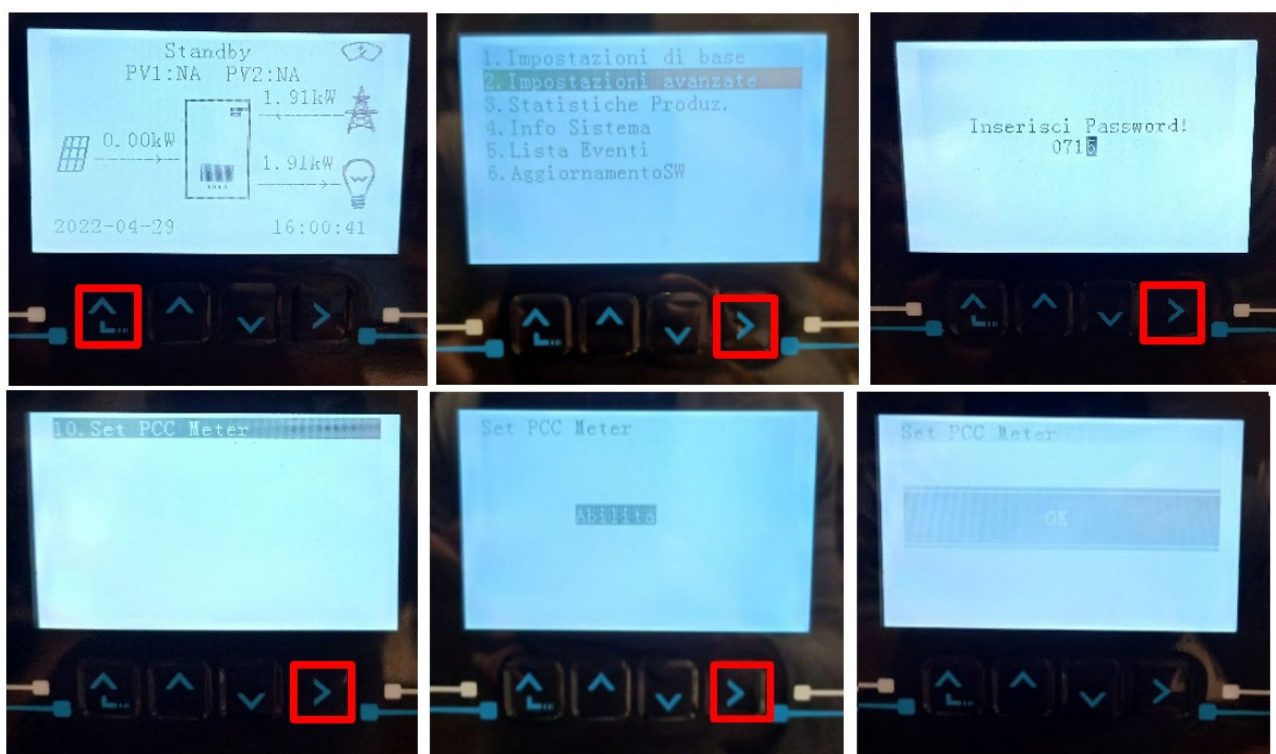 Standby
PV1:NA PV2:NA
1.91kW
0.00kW
1.91kW
2022-04-29 16:00:41
1.Impostazioni di base
2.Impostazioni avanzate
3.Statistiche Produz.
4.Info Sistema
5.Lista Eventi
6.AggiornamentoSW
Inserisci Password!
0715
10.Set PCC Meter
Set PCC Meter
Abilita
Set PCC Meter
OK